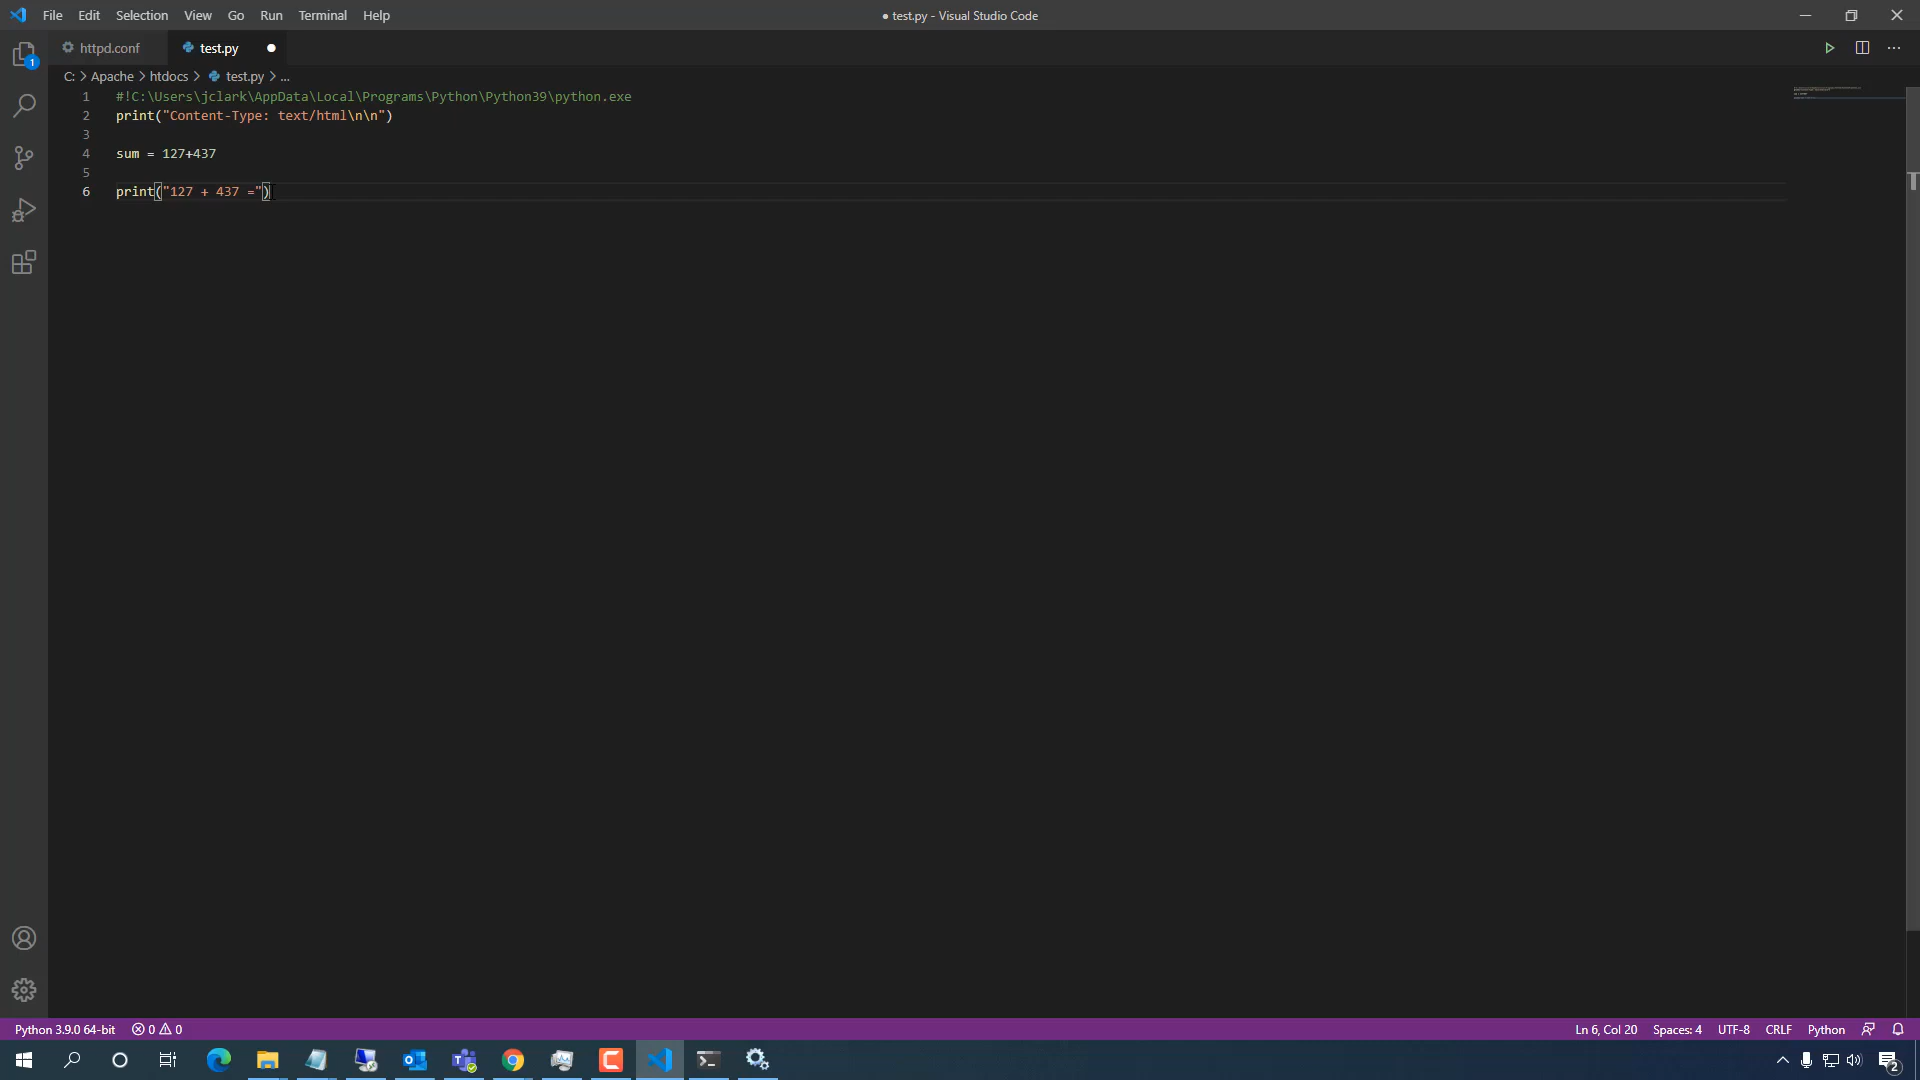 File Edit Selection View Go Run Terminal Help
● test.py - Visual Studio Code
httpd.conf
test.py
C: > Apache > htdocs > test.py > ...
1 #!C:\Users\jclark\AppData\Local\Programs\Python\Python39\python.exe
2 print("Content-Type: text/html\n\n")
3
4 sum = 127+437
5
6 print("127 + 437 =")
1
Python 3.9.0 64-bit
0
0
Ln 6, Col 20
Spaces: 4
UTF-8
CRLF
Python
2